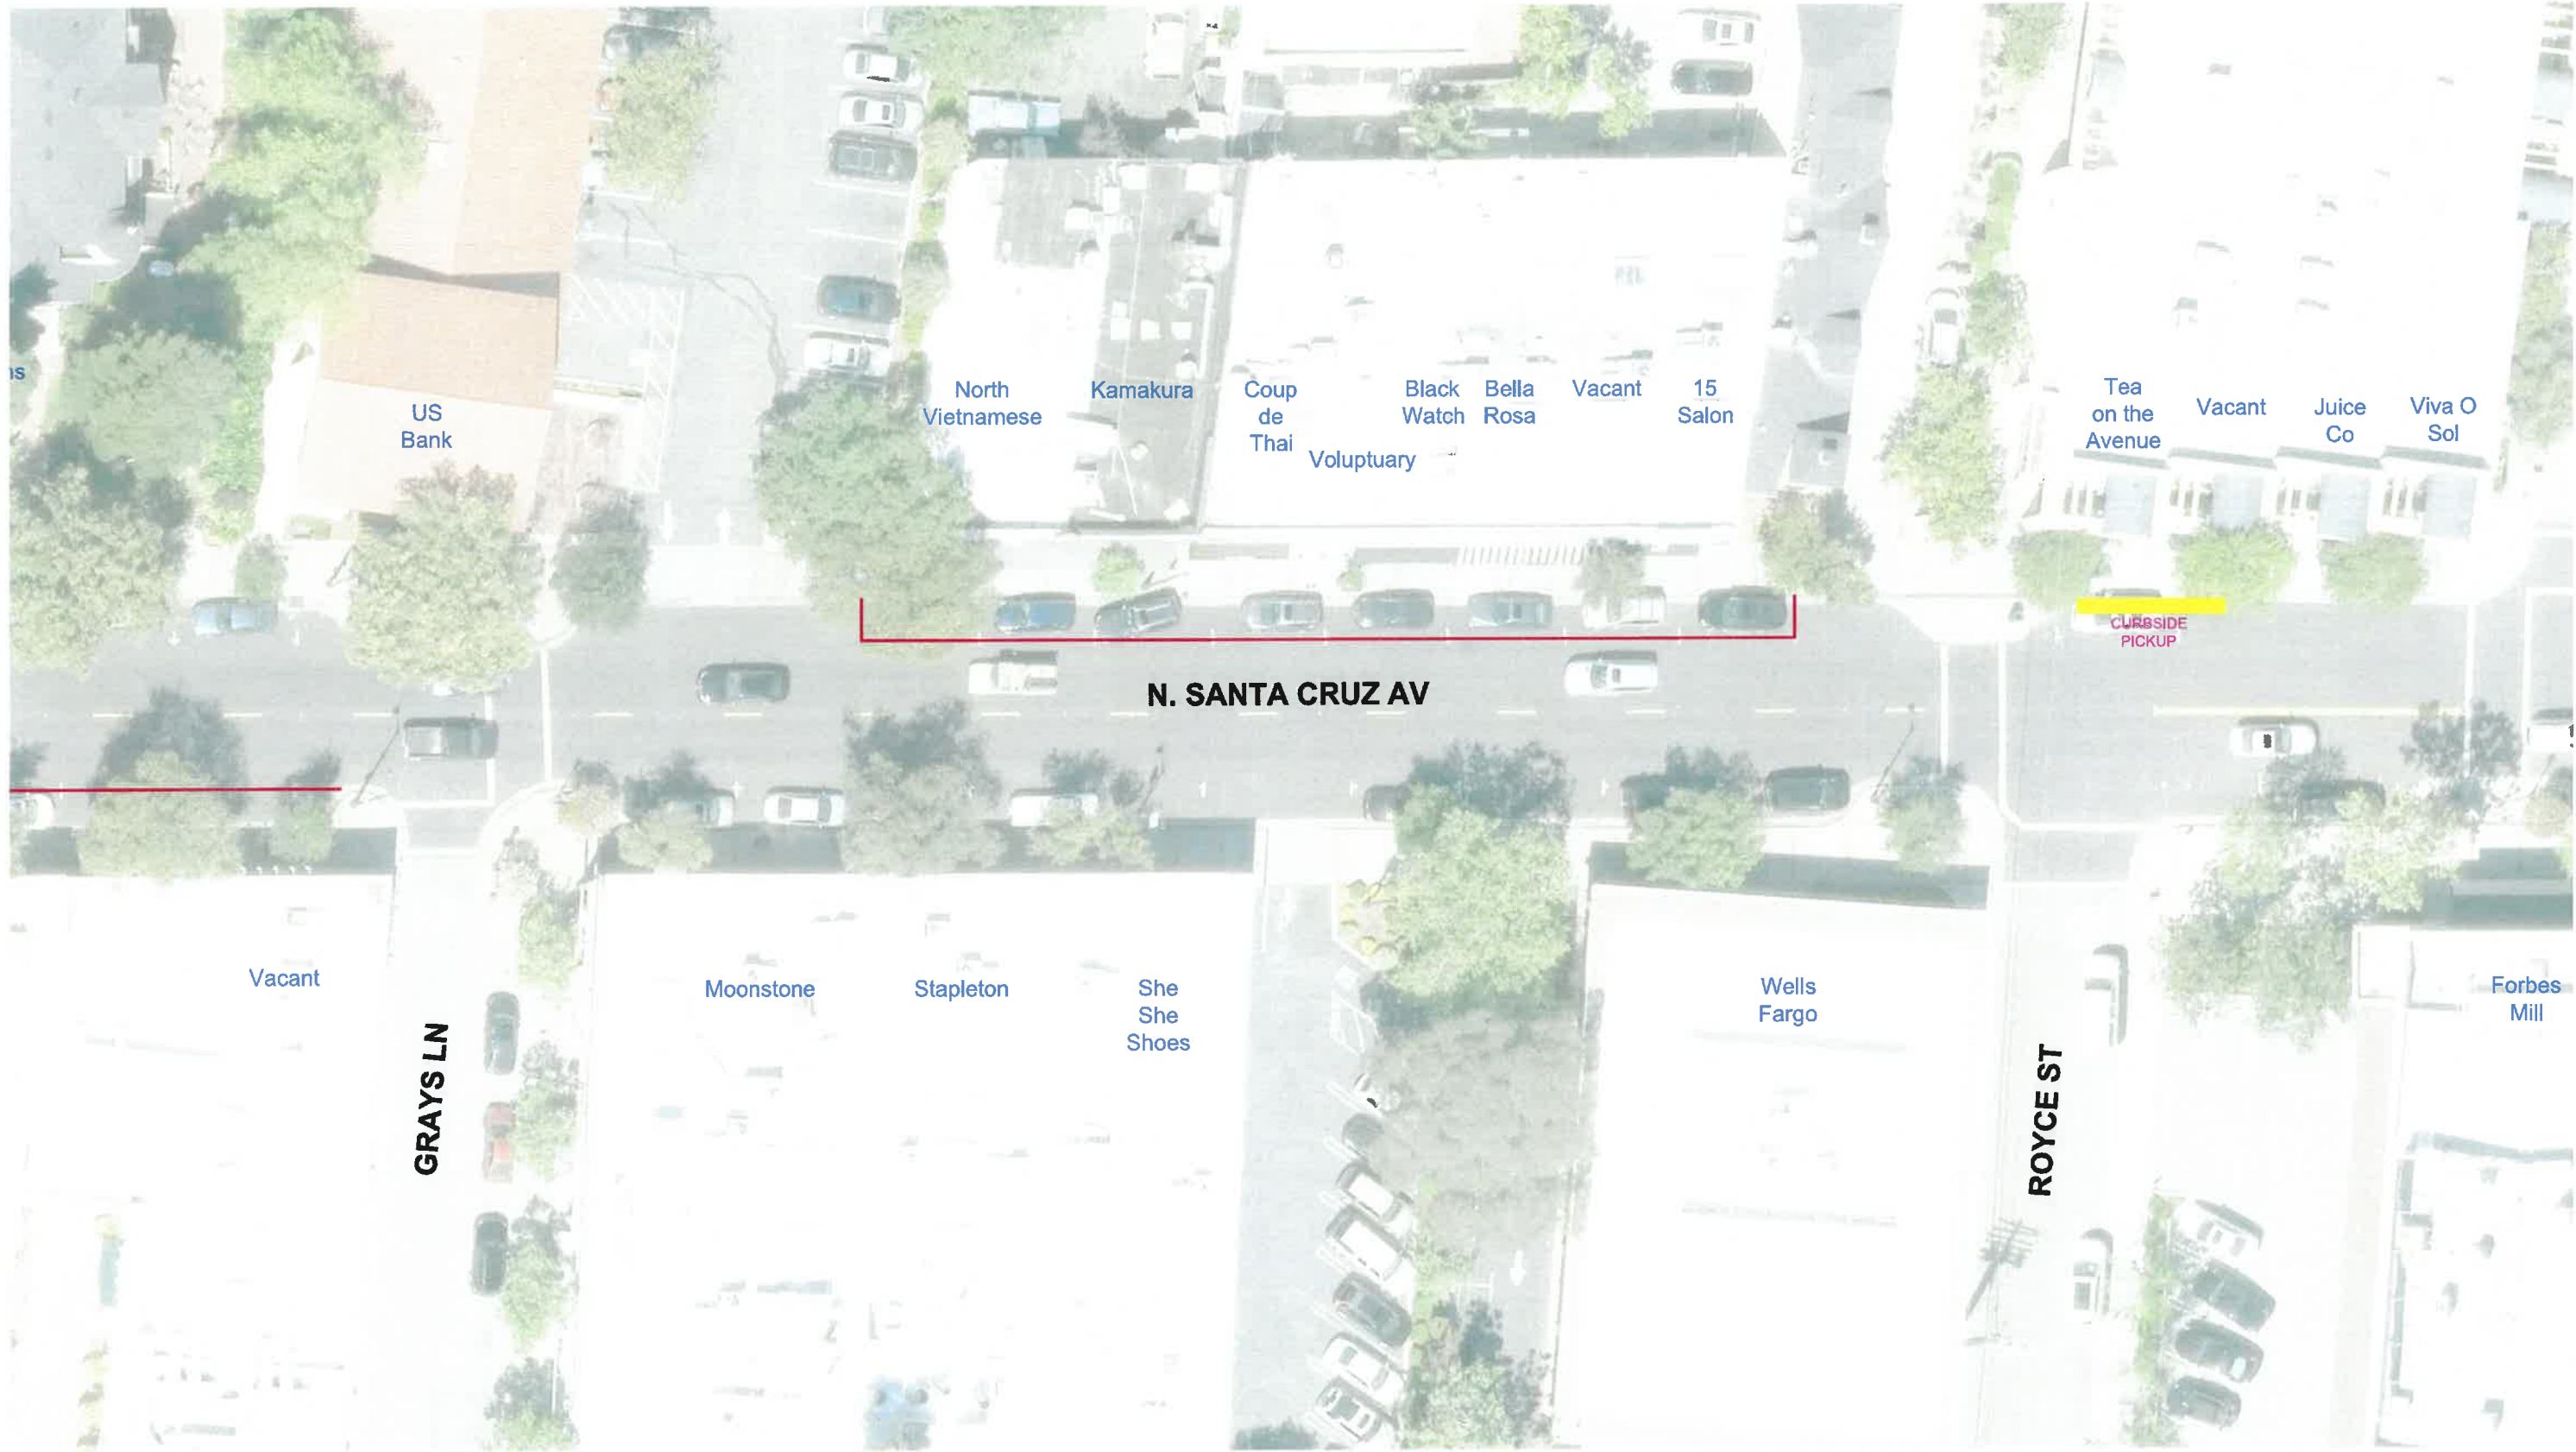 US
Bank
North
Vietnamese
Kamakura
Coup
de
Thai
Voluptuary
Black
Watch
Bella
Rosa
Vacant
15
Salon
Tea
on the
Avenue
Vacant
Juice
Co
Viva O
Sol
CURBSIDE
PICKUP
N. SANTA CRUZ AV
Vacant
GRAYS LN
Moonstone
Stapleton
She
She
Shoes
Wells
Fargo
ROYCE ST
Forbes
Mill